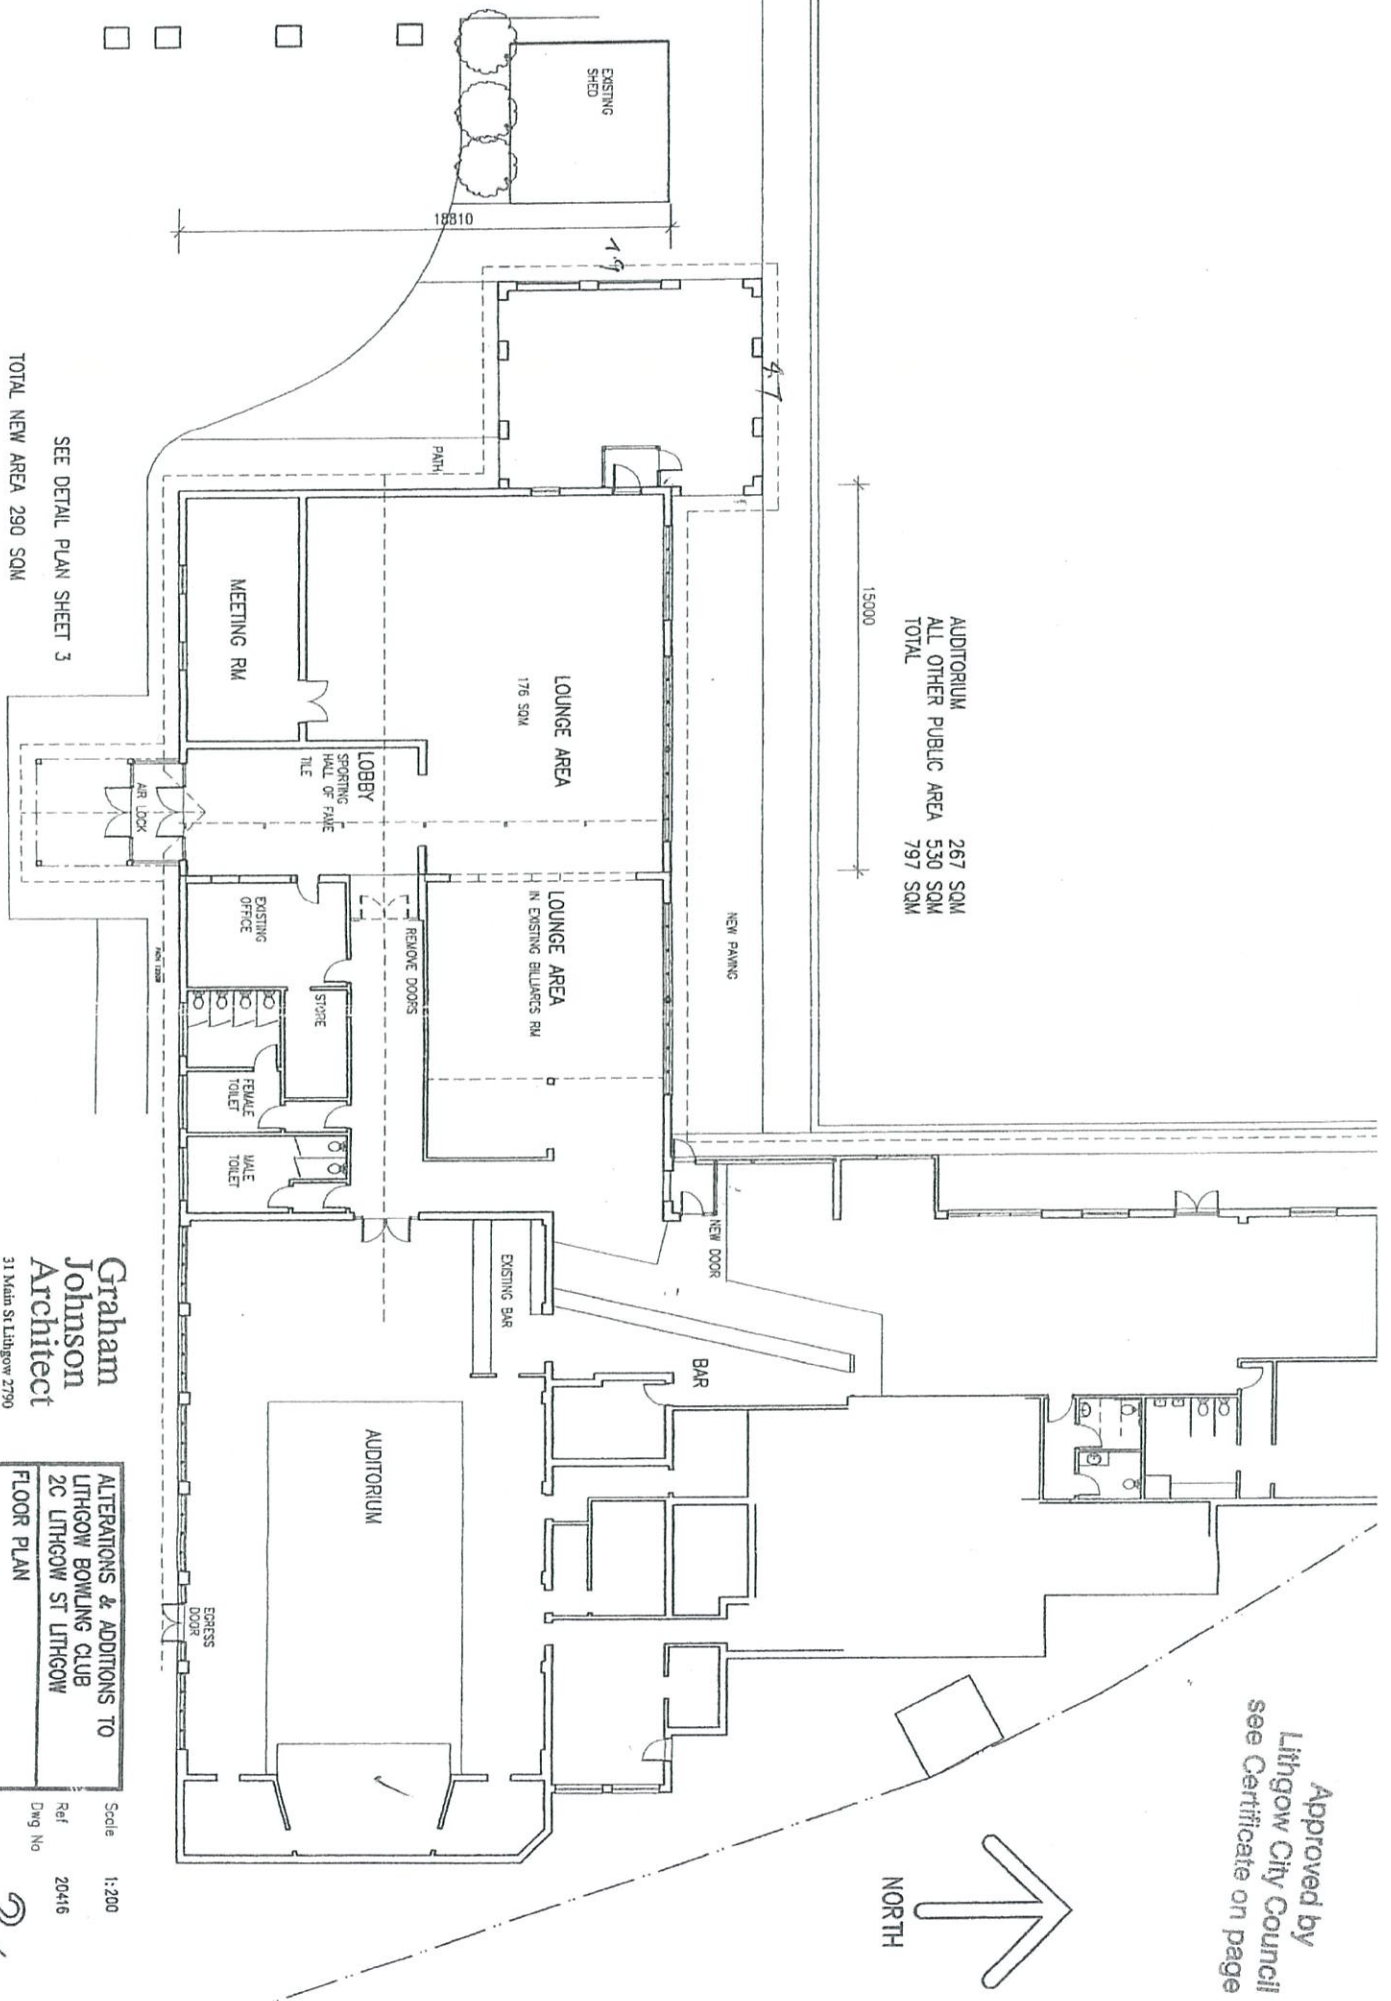 Approved by
Lithgow City Council
see Certificate on page
NORTH
EXISTING
SHED
18810
7.9
4.7
15000
AUDITORIUM 267 SQM
ALL OTHER PUBLIC AREA 530 SQM
TOTAL 797 SQM
NEW PAVING
NEW DOOR
BAR
PATH
LOUNGE AREA
176 SQM
LOUNGE AREA
IN EXISTING BILLIARDS RM
MEETING RM
LOBBY
SPORTING
HALL OF FAME
TILE
AIR LOCK
REMOVE DOORS
EXISTING
OFFICE
STORE
FEMALE
TOILET
MALE
TOILET
EXISTING BAR
AUDITORIUM
EGRESS
DOOR
SEE DETAIL PLAN SHEET 3
TOTAL NEW AREA 290 SQM
Graham
Johnson
Architect
31 Main St Lithgow 2790
ALTERATIONS & ADDITIONS TO
LITHGOW BOWLING CLUB
2C LITHGOW ST LITHGOW
FLOOR PLAN
Scale 1:200
Ref 20416
Dwg No 2